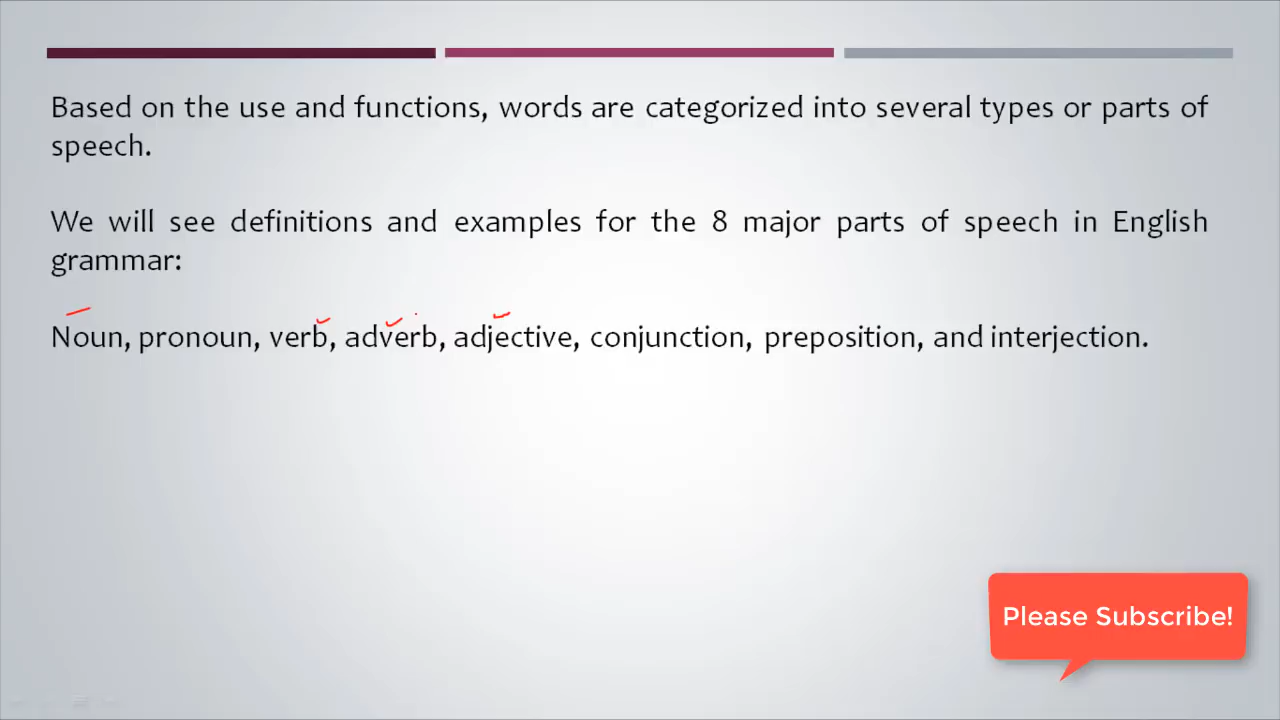 Based on the use and functions, words are categorized into several types or parts of
speech.
We will see definitions and examples for the 8 major parts of speech in English
grammar:
Noun, pronoun, verb, adverb, adjective, conjunction, preposition, and interjection.
Please Subscribe!